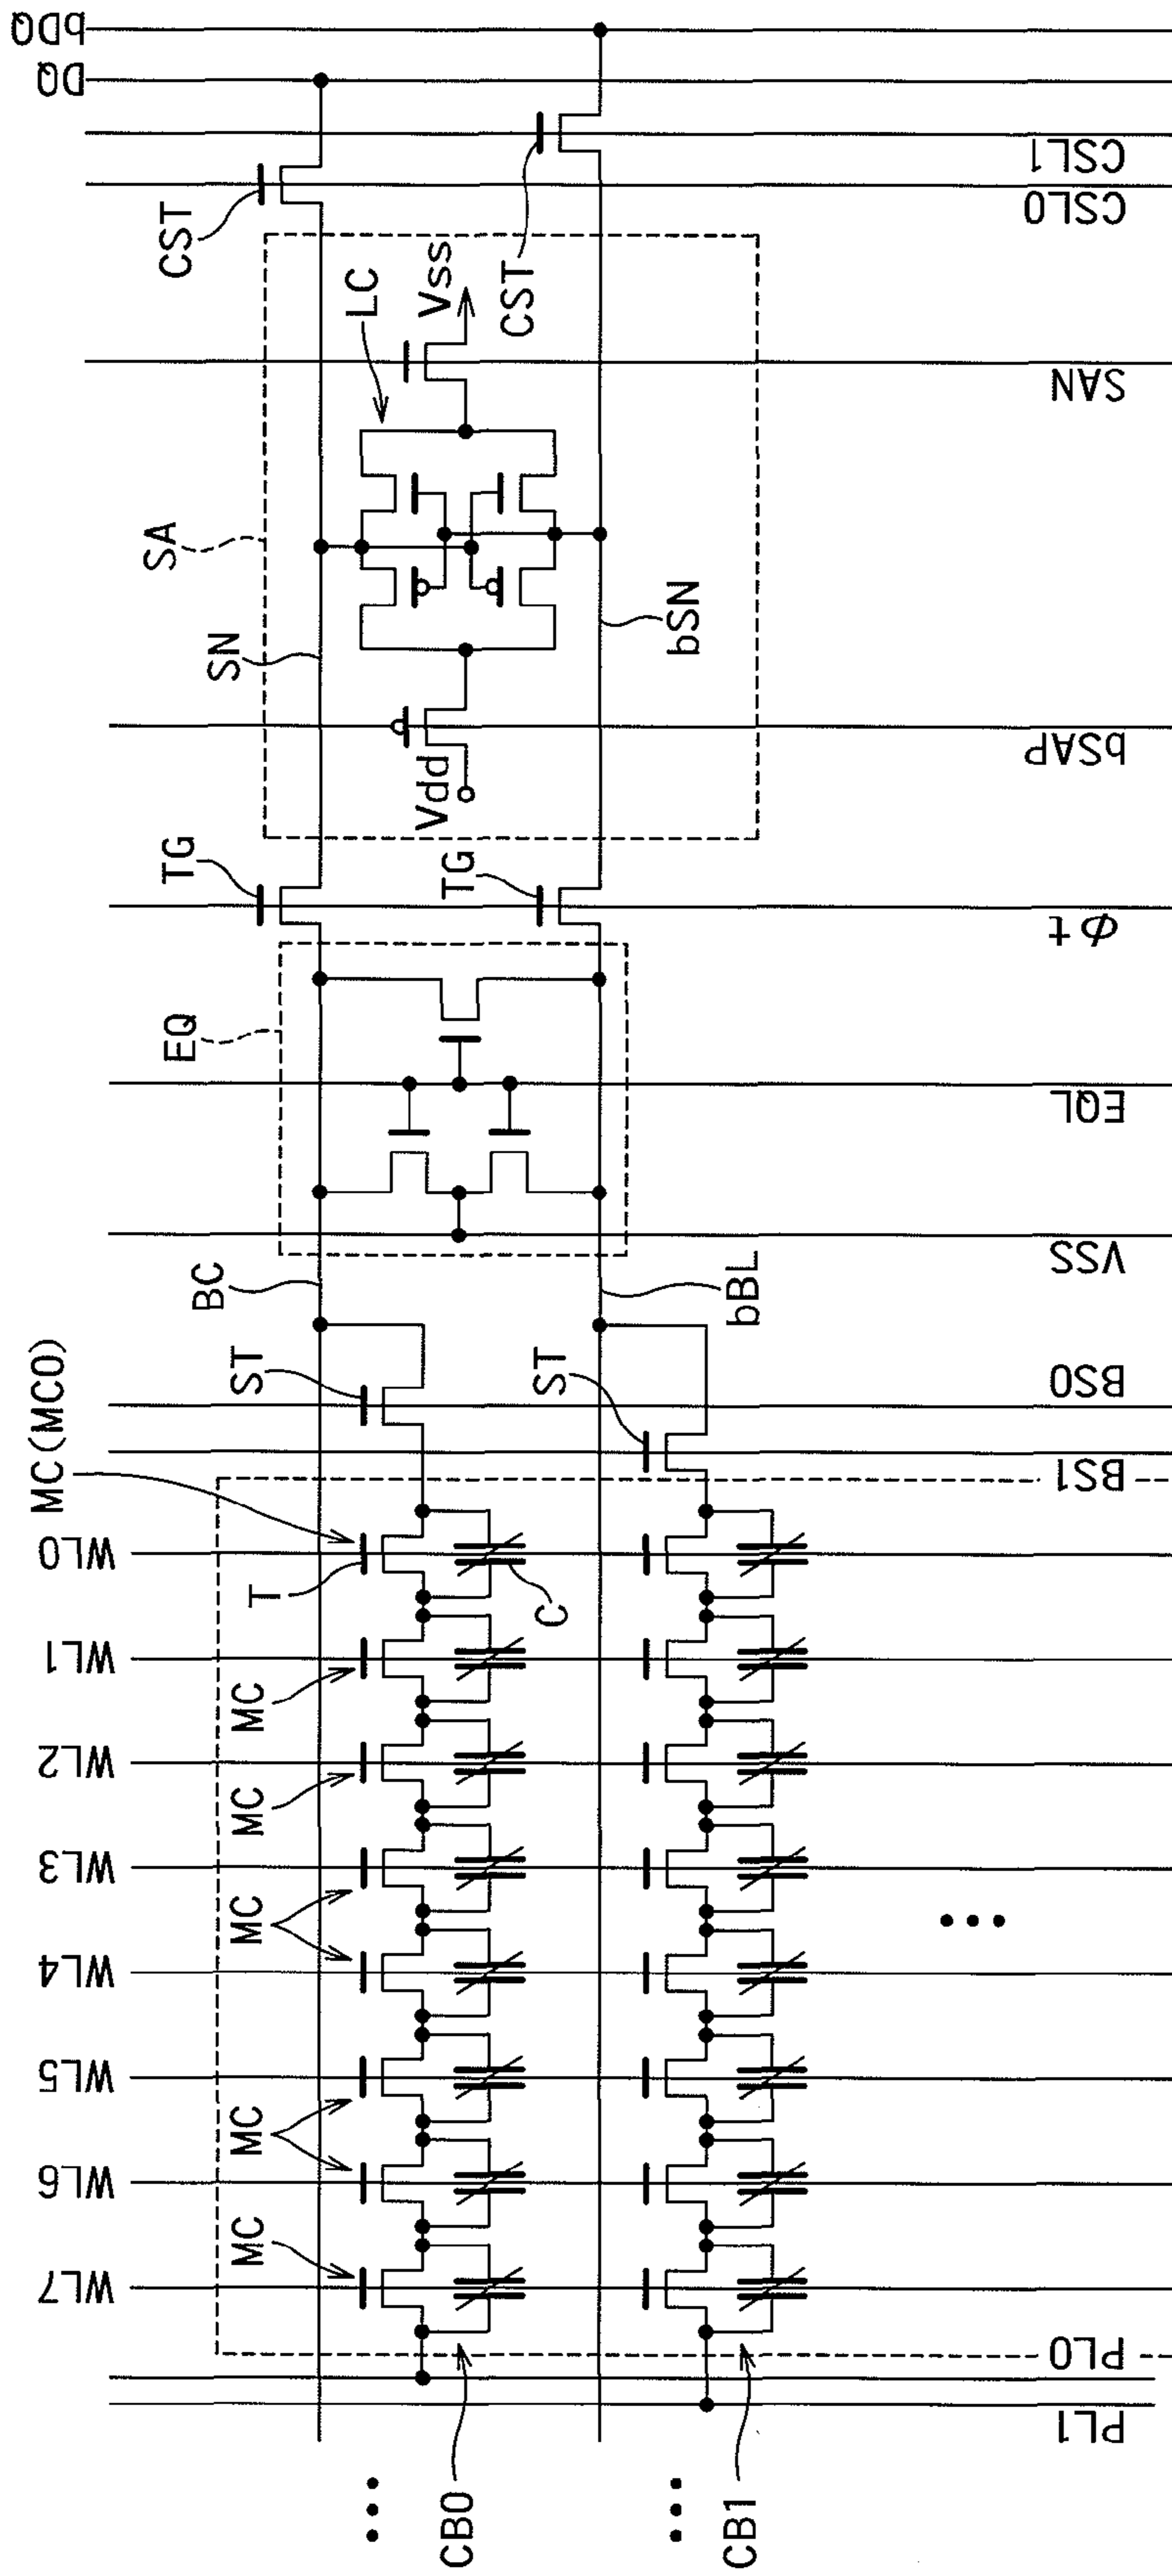 bDQ
DQ
CSL1
CSL0
CST
CST
LC
Vss
SAN
SA
SN
bSN
Vdd
bSAP
TG
TG
Φt
EQ
EQL
VSS
BC
bBL
ST
ST
BS0
BS1
MC(MC0)
WL0
T
C
WL1
MC
WL2
MC
WL3
MC
WL4
WL5
MC
WL6
MC
WL7
PL0
PL1
CB0
CB1